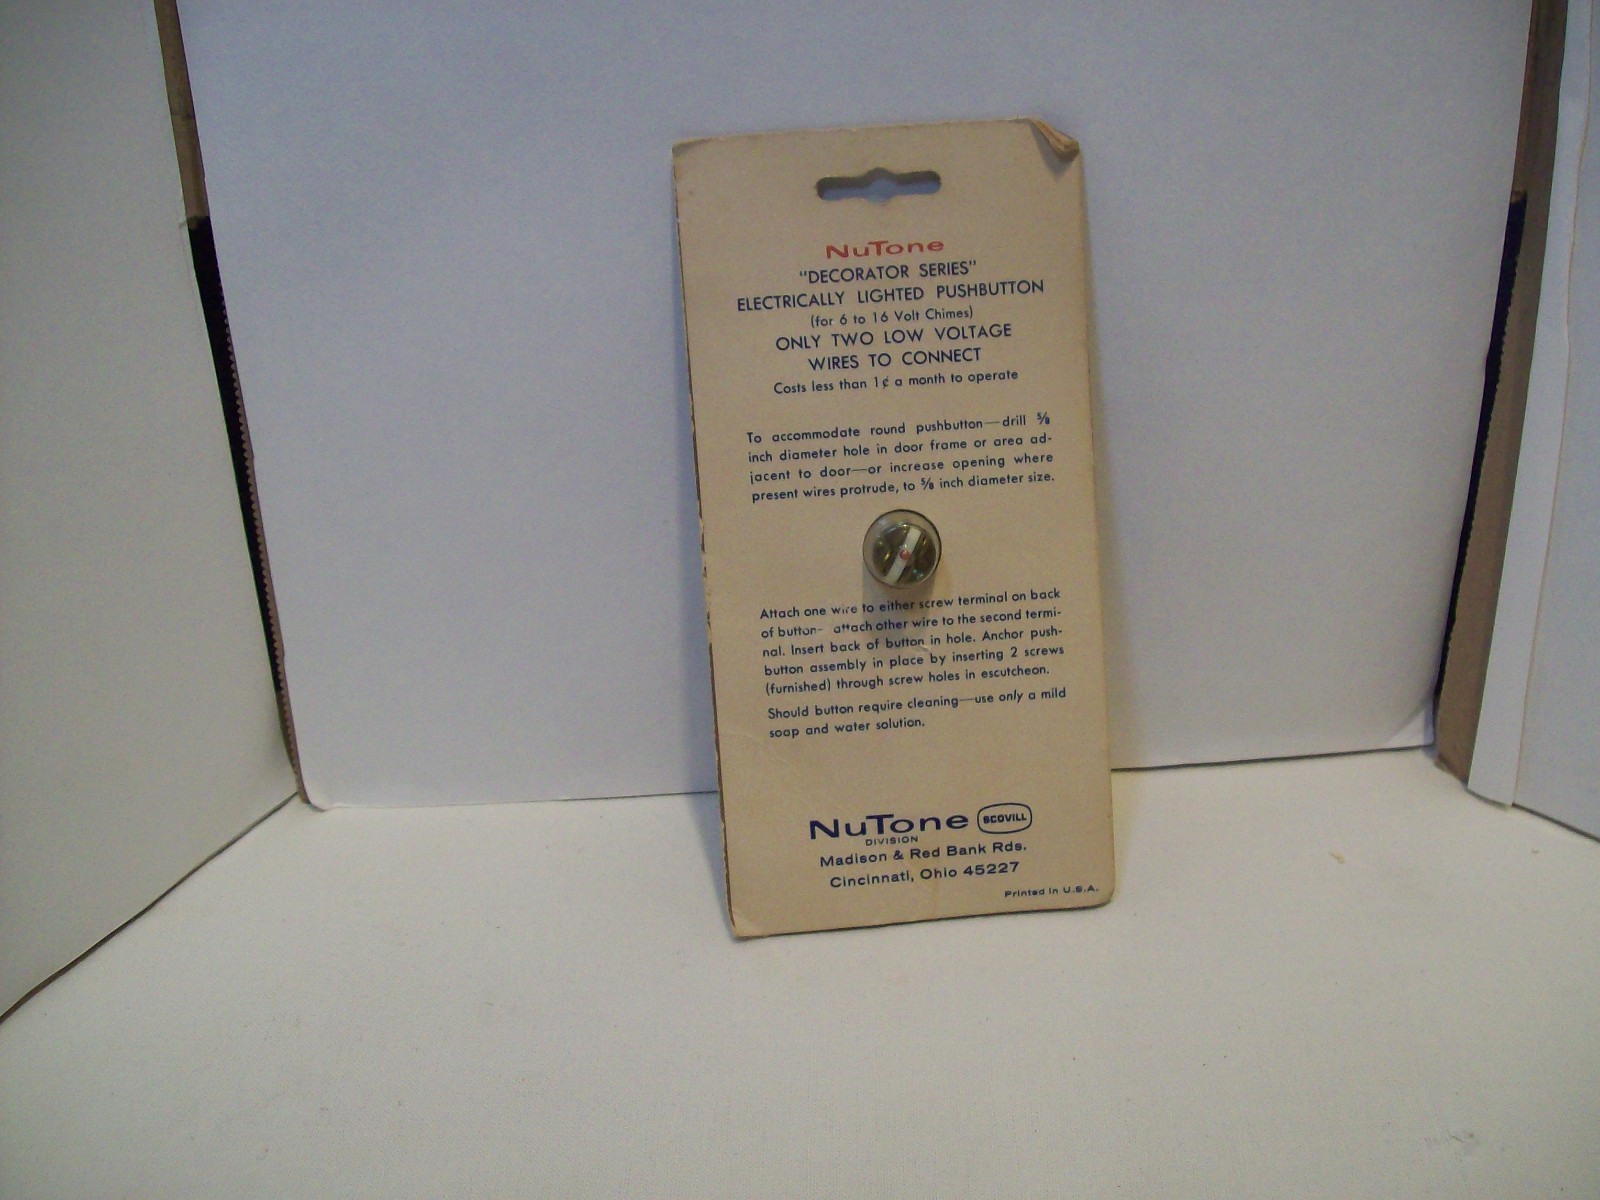 NuTone
"DECORATOR SERIES"
ELECTRICALLY LIGHTED PUSHBUTTON
(for 6 to 16 Volt Chimes)
ONLY TWO LOW VOLTAGE
WIRES TO CONNECT
Costs less than 1¢ a month to operate
To accommodate round pushbutton—drill 5/8
inch diameter hole in door frame or area ad-
jacent to door—or increase opening where
present wires protrude, to 5/8 inch diameter size.
Attach one wire to either screw terminal on back
of button- attach other wire to the second termi-
nal. Insert back of button in hole. Anchor push-
button assembly in place by inserting 2 screws
(furnished) through screw holes in escutcheon.
Should button require cleaning—use only a mild
soap and water solution.
NuTone SCOVILL
DIVISION
Madison & Red Bank Rds.
Cincinnati, Ohio 45227
Printed in U.S.A.